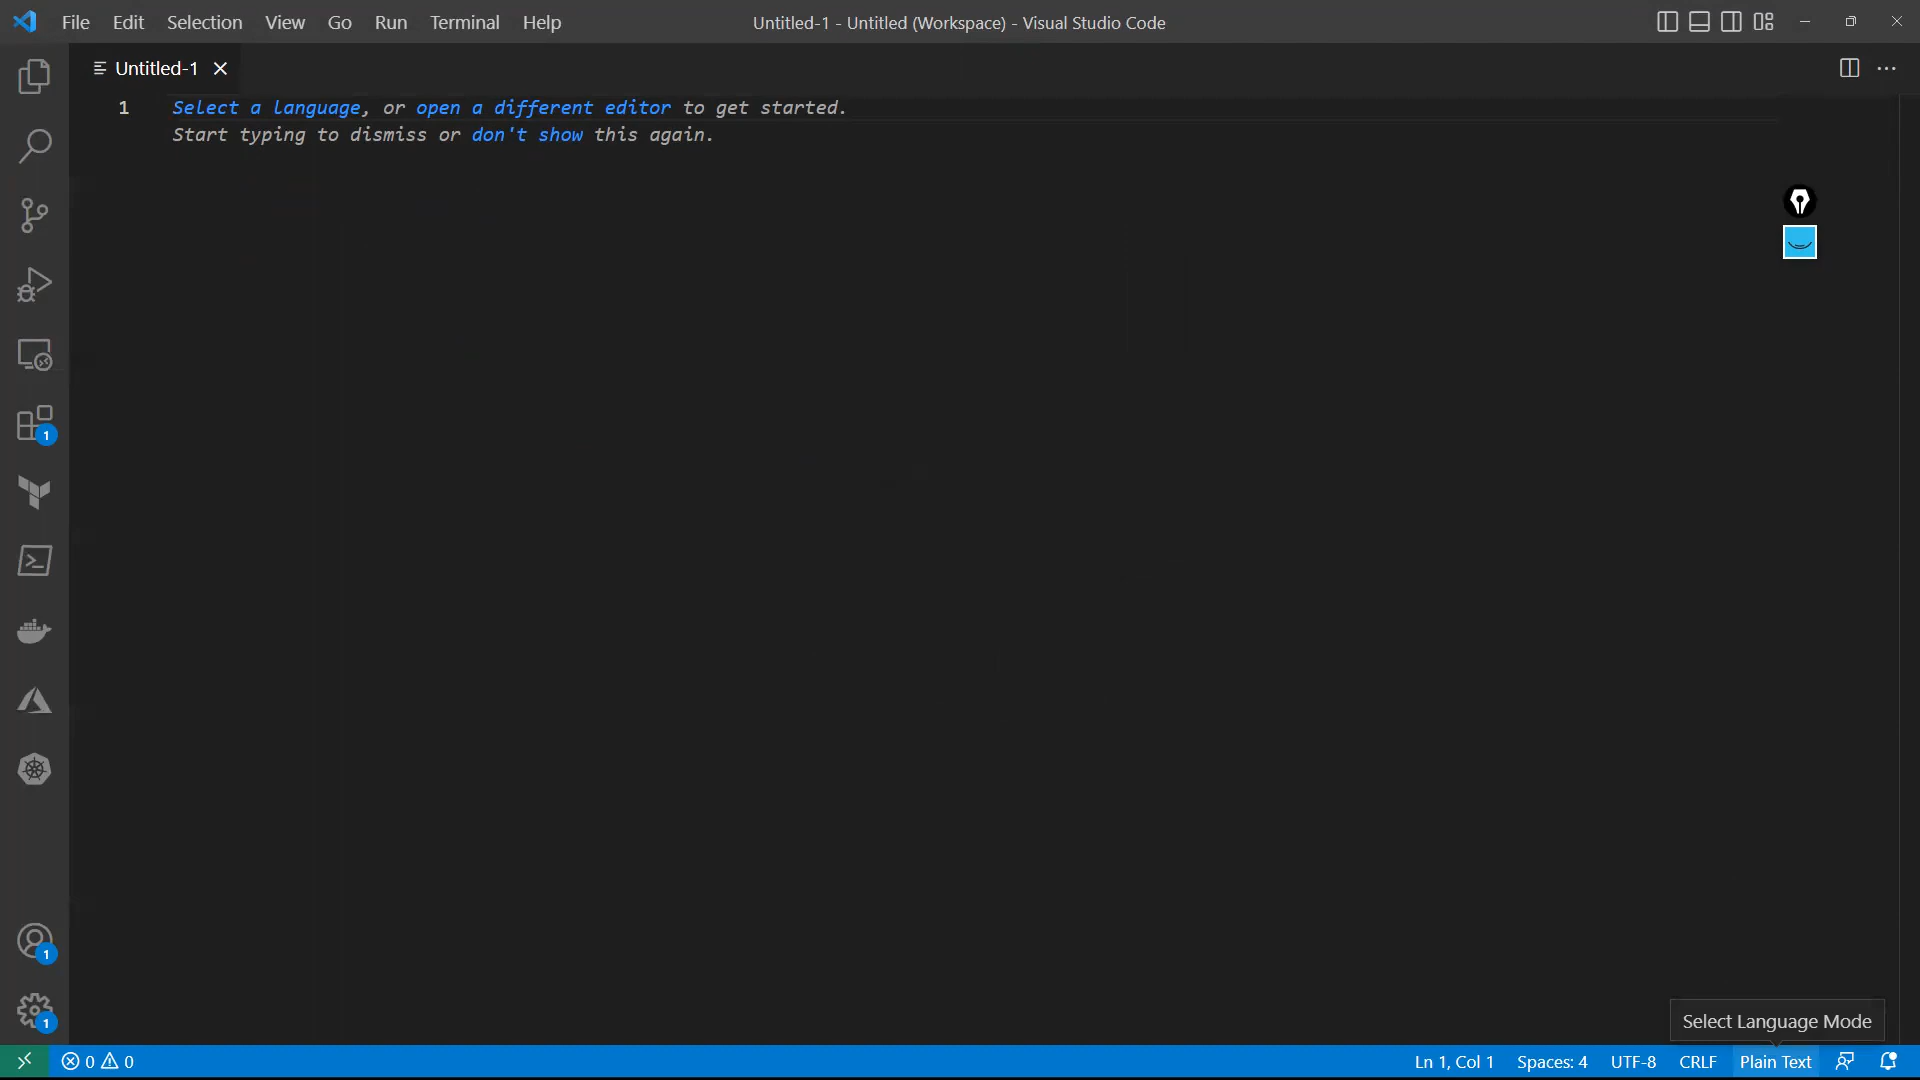 File Edit Selection View Go Run Terminal Help Untitled-1 - Untitled (Workspace) - Visual Studio Code
Untitled-1
1 Select a language, or open a different editor to get started.
Start typing to dismiss or don't show this again.
1
1
1
Select Language Mode
0 0 Ln 1, Col 1 Spaces: 4 UTF-8 CRLF Plain Text